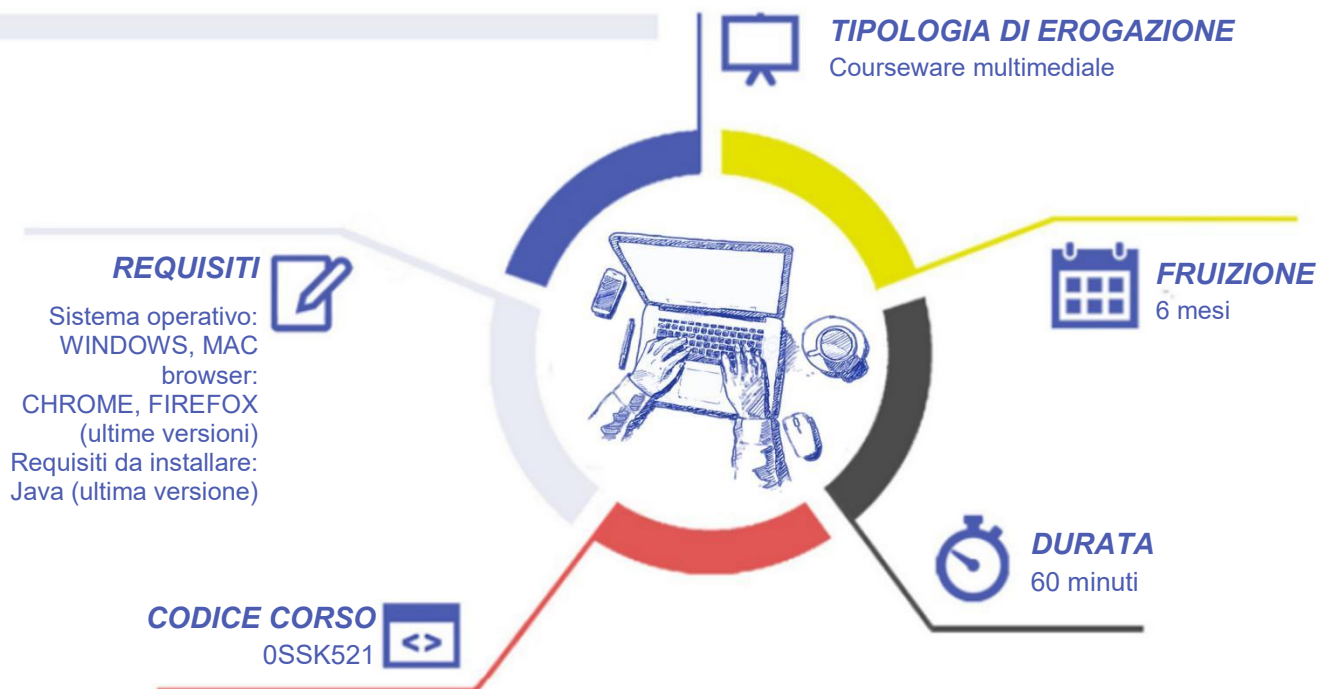 TIPOLOGIA DI EROGAZIONE
Courseware multimediale
REQUISITI
Sistema operativo:
WINDOWS, MAC
browser:
CHROME, FIREFOX
(ultime versioni)
Requisiti da installare:
Java (ultima versione)
FRUIZIONE
6 mesi
DURATA
60 minuti
CODICE CORSO
0SSK521